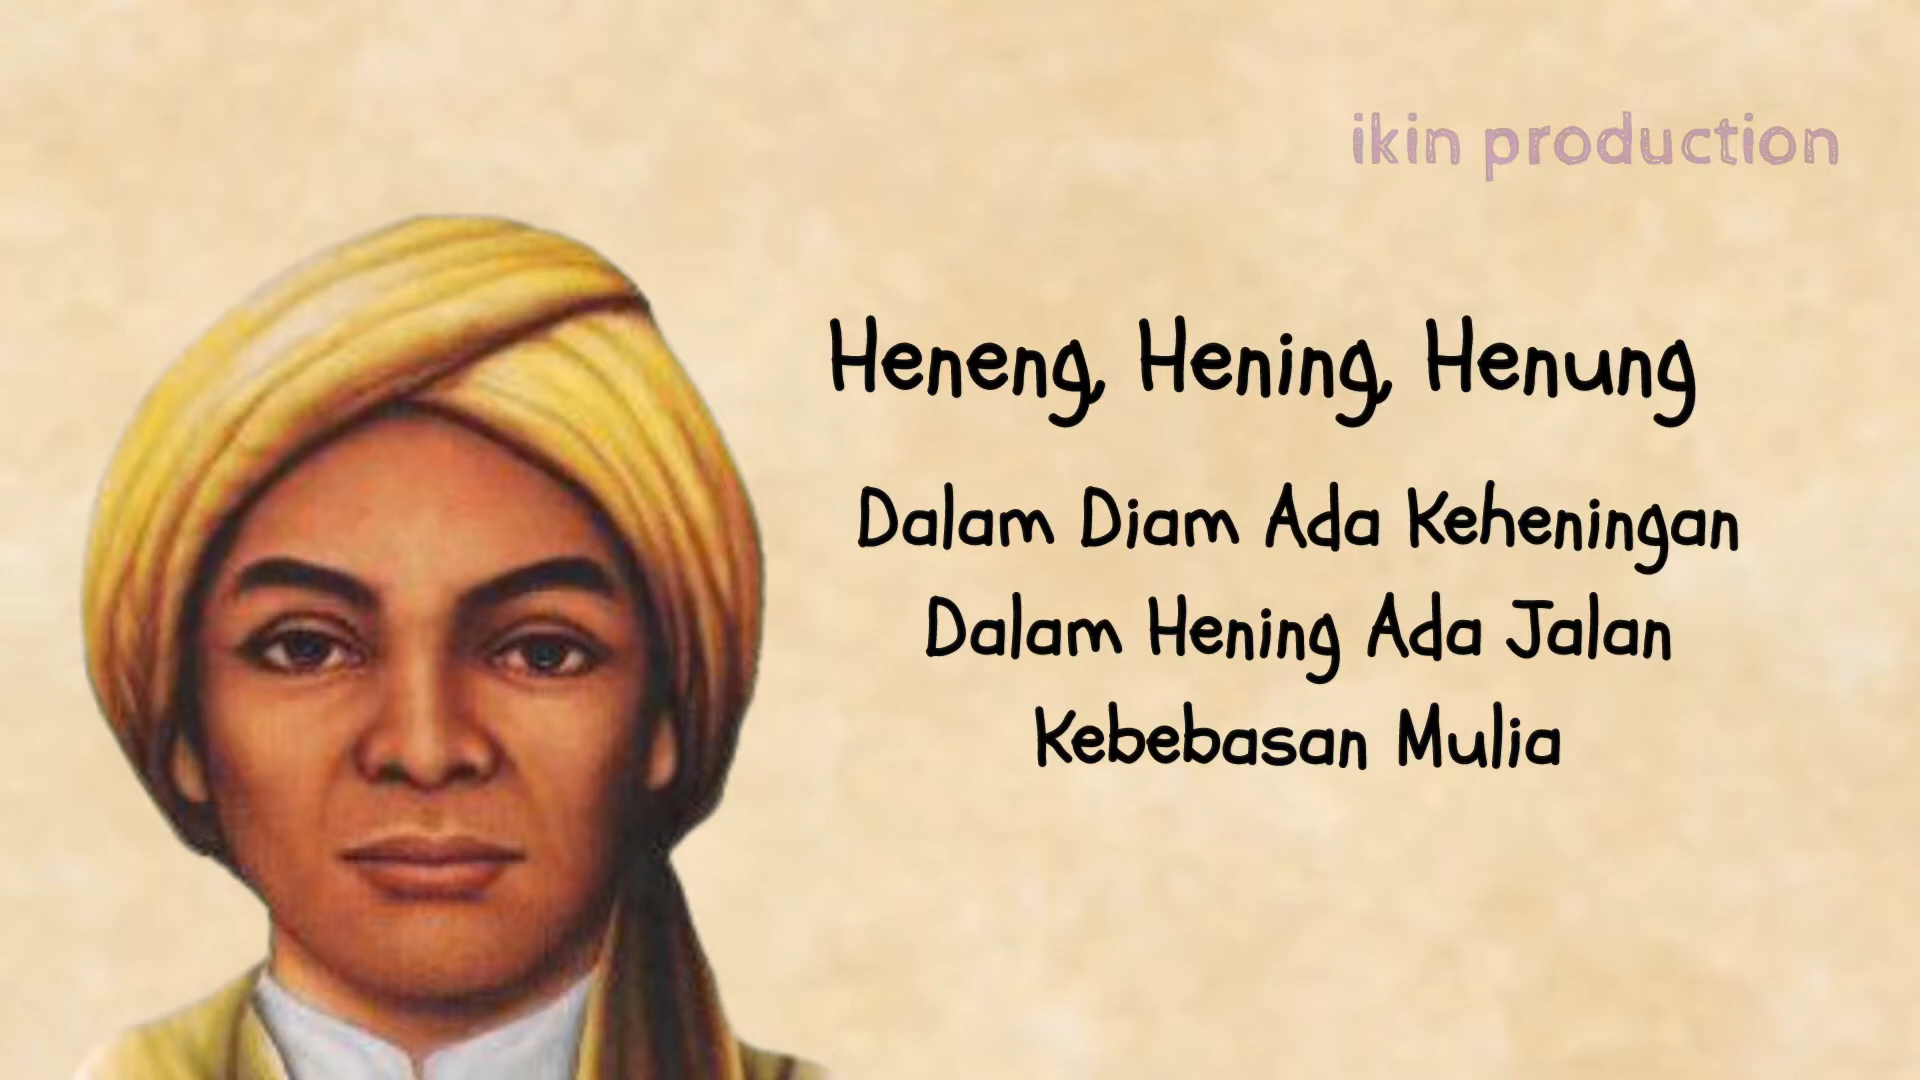 ikin production
Heneng, Hening, Henung
Dalam Diam Ada Keheningan
Dalam Hening Ada Jalan
Kebebasan Mulia